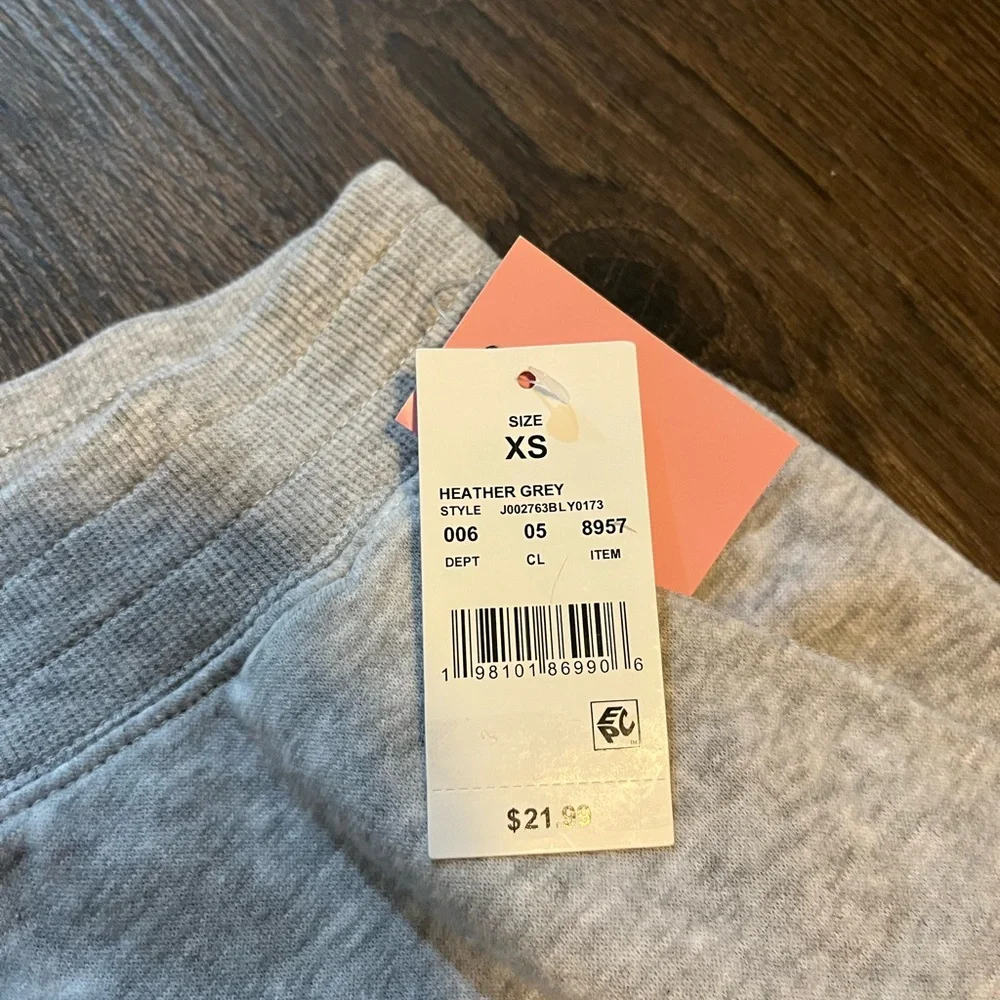 SIZE
XS
HEATHER GREY
STYLE J002763BLY0173
006 05 8957
DEPT CL ITEM
1 98101 86990 6
EPC
TM
$21.99